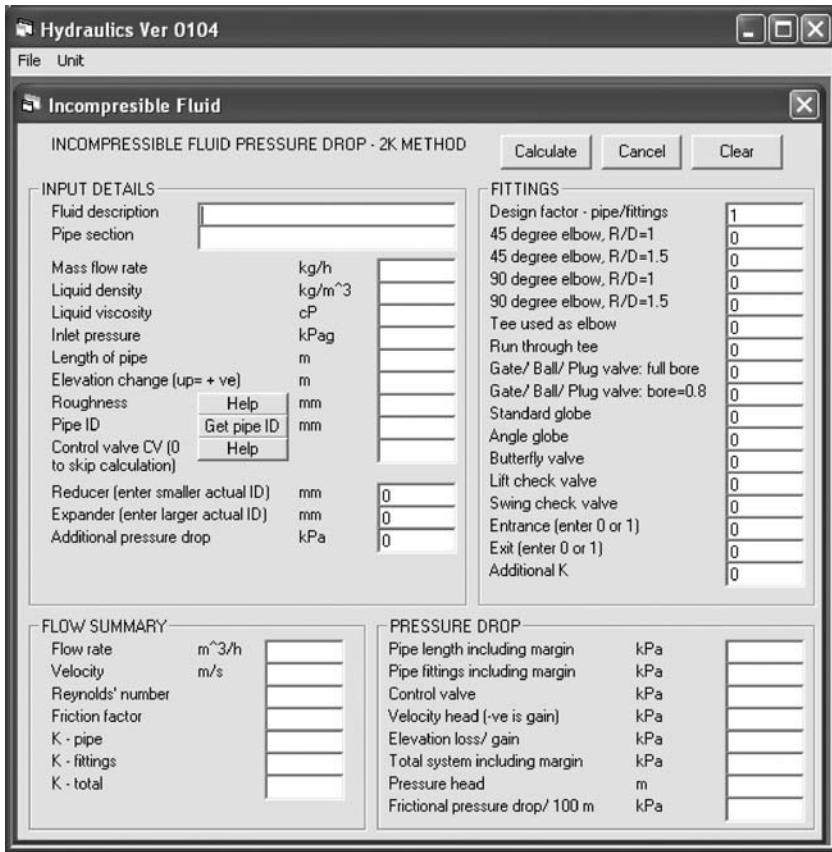 Hydraulics Ver 0104
File Unit
Incompresible Fluid
INCOMPRESSIBLE FLUID PRESSURE DROP - 2K METHOD
Calculate Cancel Clear
INPUT DETAILS
Fluid description
Pipe section
Mass flow rate kg/h
Liquid density kg/m^3
Liquid viscosity cP
Inlet pressure kPag
Length of pipe m
Elevation change (up= + ve) m
Roughness Help mm
Pipe ID Get pipe ID mm
Control valve CV (0 Help
to skip calculation)
Reducer (enter smaller actual ID) mm 0
Expander (enter larger actual ID) mm 0
Additional pressure drop kPa 0
FITTINGS
Design factor - pipe/fittings 1
45 degree elbow, R/D=1 0
45 degree elbow, R/D=1.5 0
90 degree elbow, R/D=1 0
90 degree elbow, R/D=1.5 0
Tee used as elbow 0
Run through tee 0
Gate/ Ball/ Plug valve: full bore 0
Gate/ Ball/ Plug valve: bore=0.8 0
Standard globe 0
Angle globe 0
Butterfly valve 0
Lift check valve 0
Swing check valve 0
Entrance (enter 0 or 1) 0
Exit (enter 0 or 1) 0
Additional K 0
FLOW SUMMARY
Flow rate m^3/h
Velocity m/s
Reynolds' number
Friction factor
K - pipe
K - fittings
K - total
PRESSURE DROP
Pipe length including margin kPa
Pipe fittings including margin kPa
Control valve kPa
Velocity head (-ve is gain) kPa
Elevation loss/ gain kPa
Total system including margin kPa
Pressure head m
Frictional pressure drop/ 100 m kPa